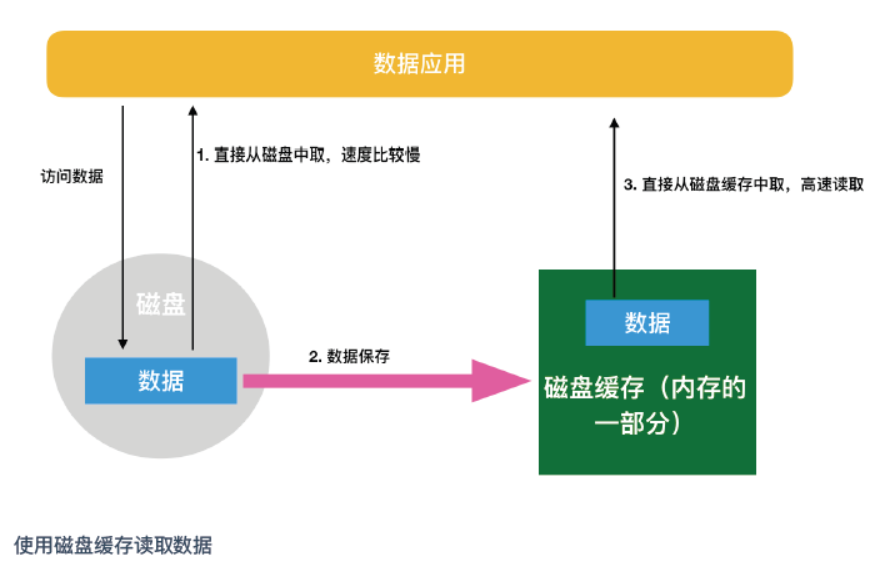 数据应用
1. 直接从磁盘中取，速度比较慢
访问数据
3. 直接从磁盘缓存中取，高速读取
磁盘
数据
2. 数据保存
数据
磁盘缓存（内存的
一部分）
使用磁盘缓存读取数据